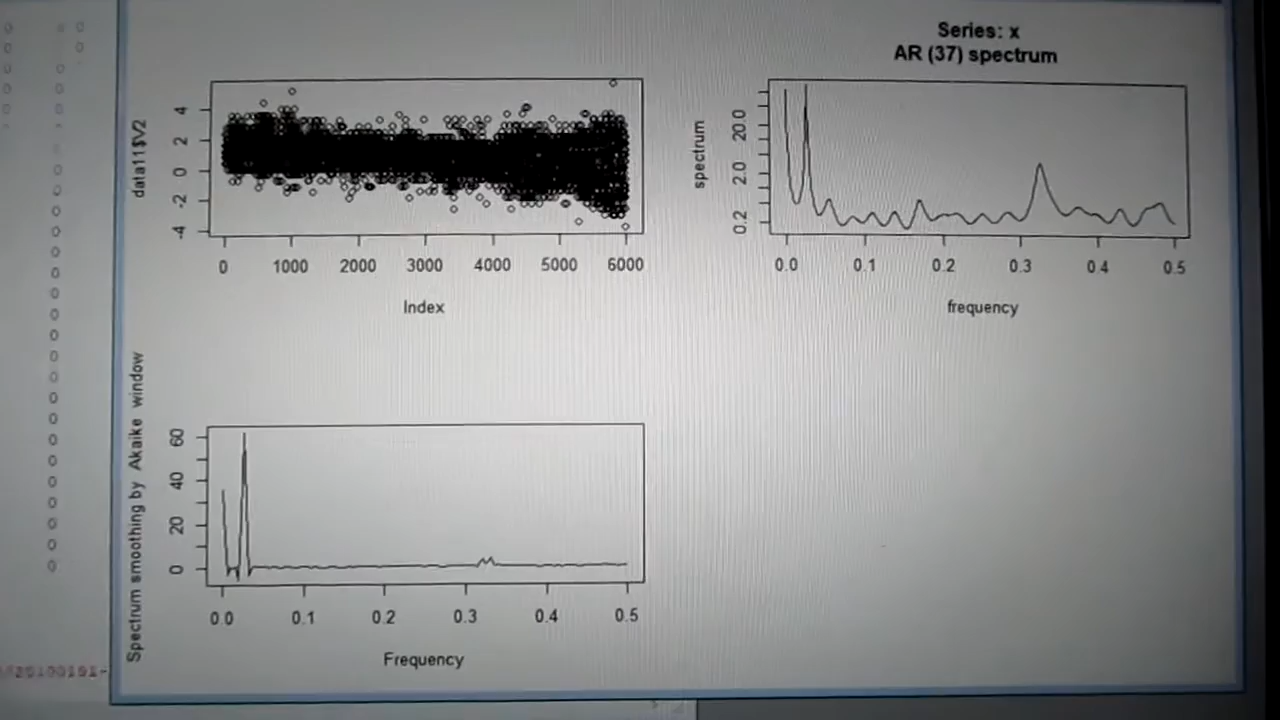 Series: x
AR (37) spectrum
data11$V2
4
2
0
-2
-4
0 1000 2000 3000 4000 5000 6000
Index
spectrum
20.0
2.0
0.2
0.0 0.1 0.2 0.3 0.4 0.5
frequency
Spectrum smoothing by Akaike window
60
40
20
0
0.0 0.1 0.2 0.3 0.4 0.5
Frequency